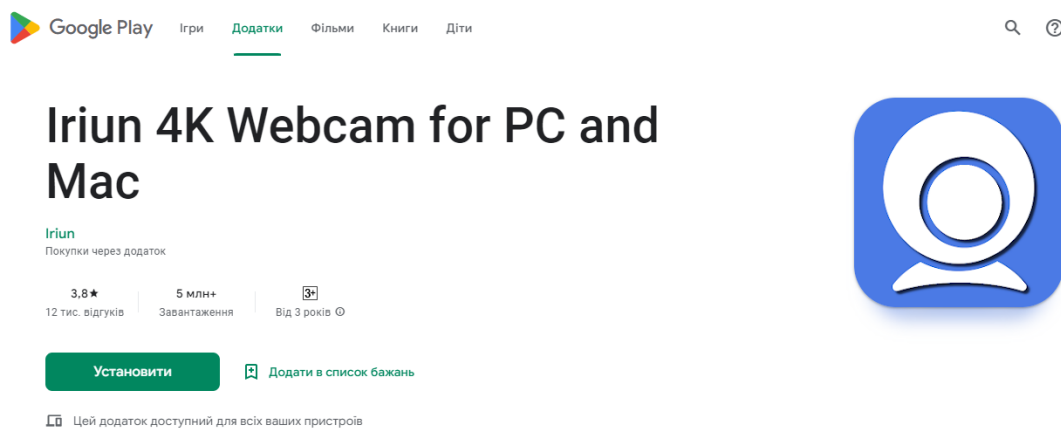 Google Play Ігри Додатки Фільми Книги Діти
Iriun 4K Webcam for PC and
Mac
Iriun
Покупки через додаток
3,8★ 5 млн+ 3+
12 тис. відгуків Завантаження Від 3 років
Установити Додати в список бажань
Цей додаток доступний для всіх ваших пристроїв